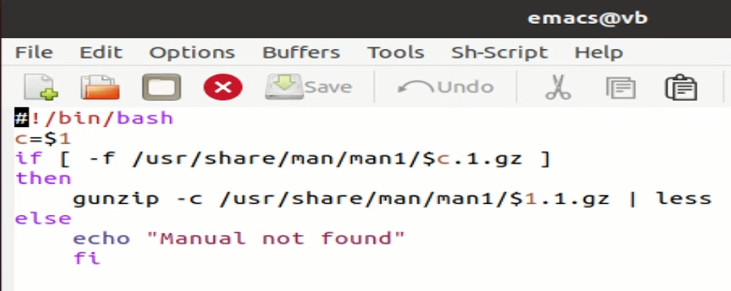 emacs@vb
File Edit Options Buffers Tools Sh-Script Help
Save Undo
#!/bin/bash
c=$1
if [ -f /usr/share/man/man1/$c.1.gz ]
then
    gunzip -c /usr/share/man/man1/$1.1.gz | less
else
    echo "Manual not found"
    fi